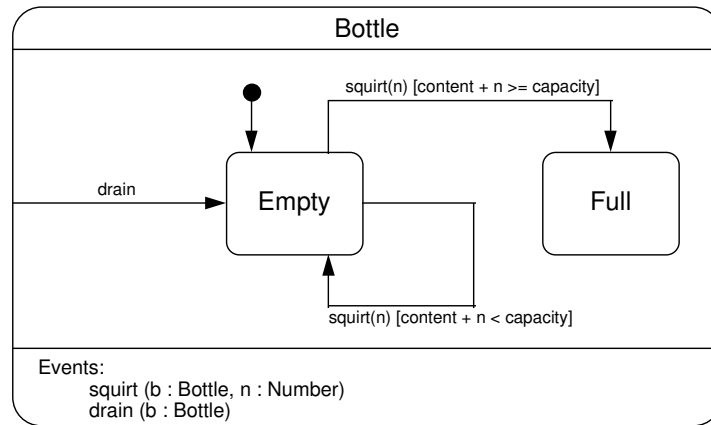 Bottle
squirt(n) [content + n >= capacity]
drain
Empty
Full
squirt(n) [content + n < capacity]
Events:
squirt (b : Bottle, n : Number)
drain (b : Bottle)